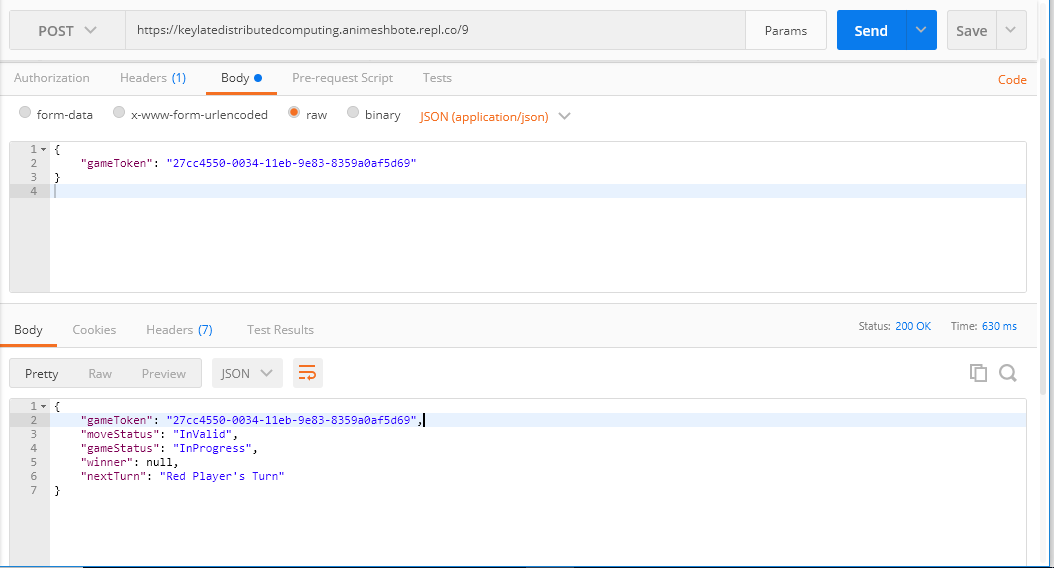 POST https://keylatedistributedcomputing.animeshbote.repl.co/9 Params Send Save
Authorization Headers (1) Body Pre-request Script Tests Code
form-data x-www-form-urlencoded raw binary JSON (application/json)
1 {
2 "gameToken": "27cc4550-0034-11eb-9e83-8359a0af5d69"
3 }
4
Body Cookies Headers (7) Test Results Status: 200 OK Time: 630 ms
Pretty Raw Preview JSON
1 {
2 "gameToken": "27cc4550-0034-11eb-9e83-8359a0af5d69",
3 "moveStatus": "InValid",
4 "gameStatus": "InProgress",
5 "winner": null,
6 "nextTurn": "Red Player's Turn"
7 }